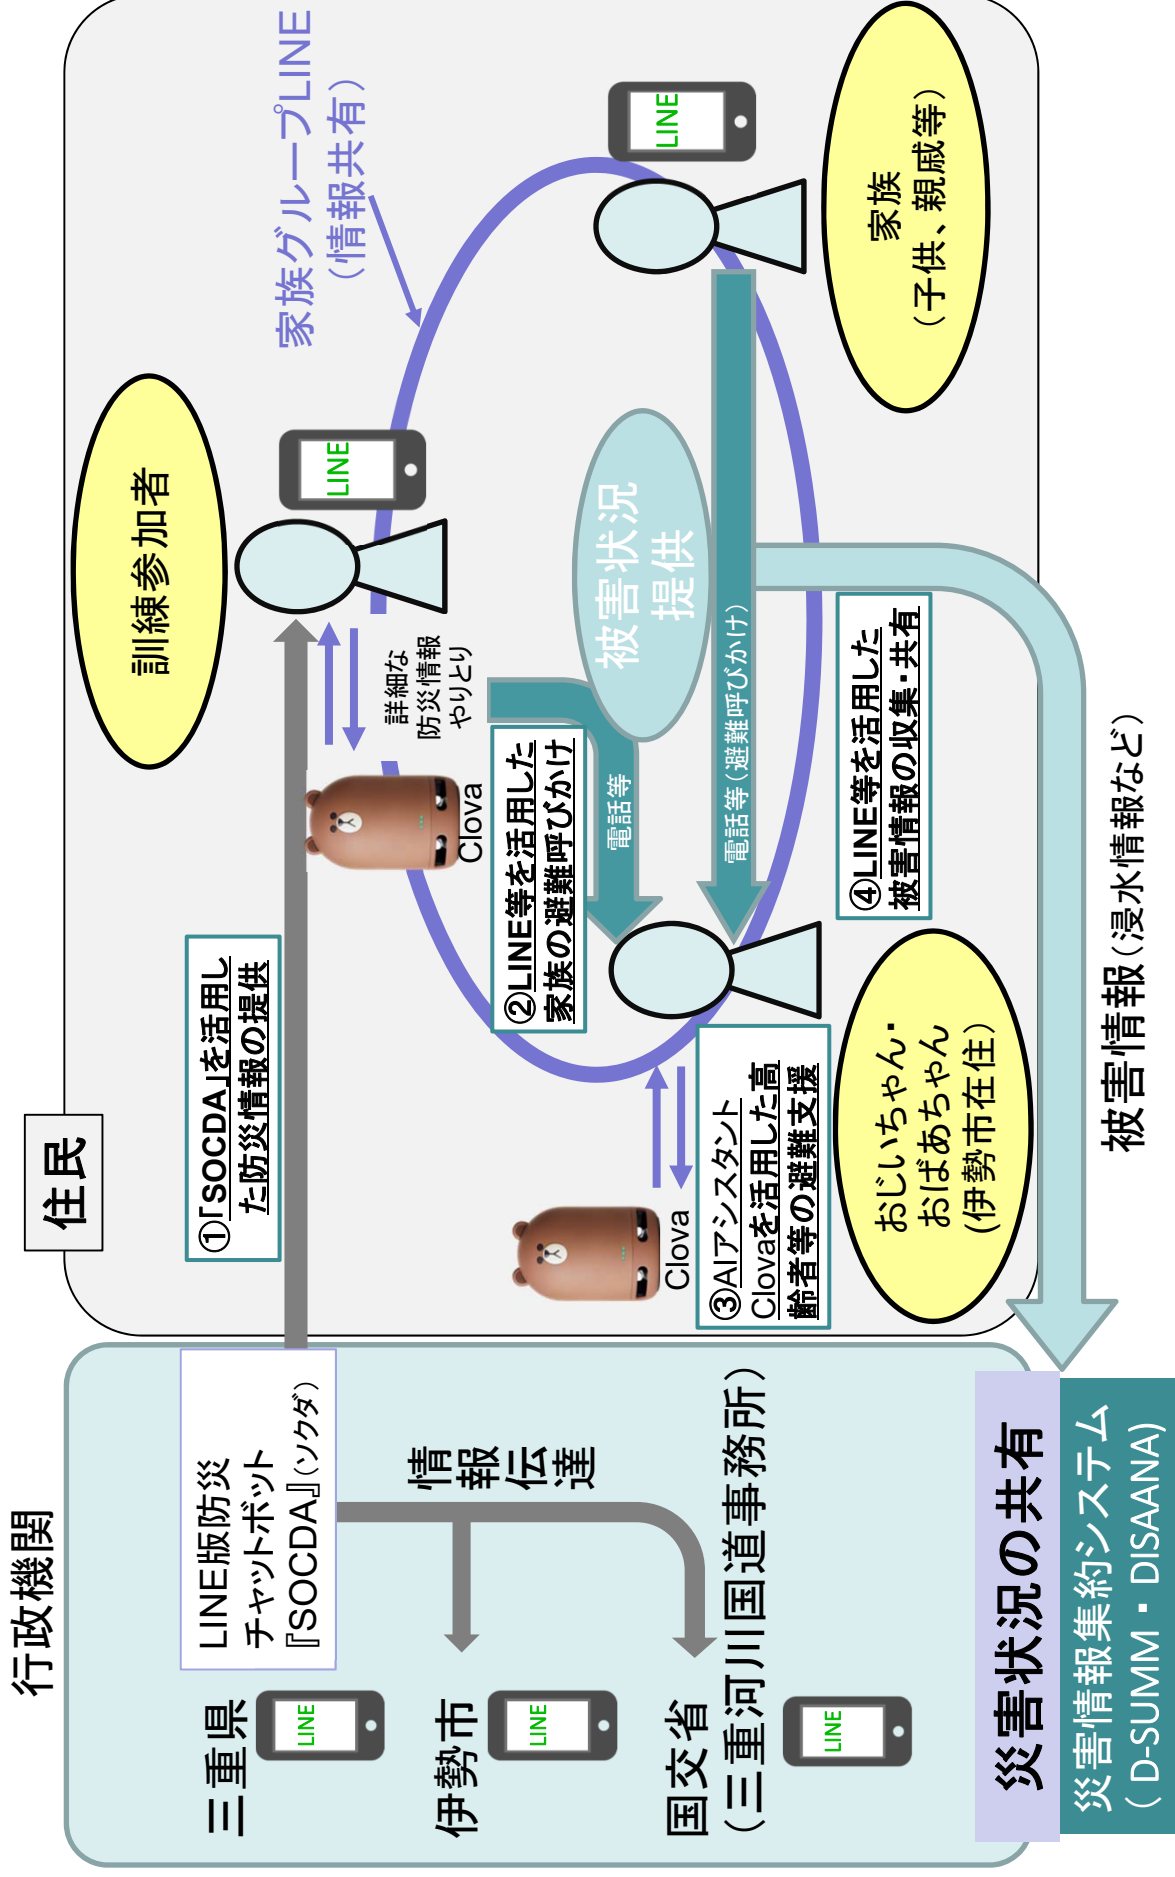 行政機関
三重県
LINE
伊勢市
LINE
国交省
（三重河川国道事務所）
LINE
LINE版防災
チャットボット
『SOCDA』（ソクダ）
情報伝達
災害状況の共有
災害情報集約システム
（ D-SUMM ・ DISAANA)
住民
①「SOCDA」を活用し
た防災情報の提供
訓練参加者
LINE
家族グループLINE
（情報共有）
詳細な
防災情報
やりとり
Clova
②LINE等を活用した
家族の避難呼びかけ
電話等
被害状況
提供
電話等（避難呼びかけ）
LINE
家族
（子供、親戚等）
Clova
③AIアシスタント
Clovaを活用した高
齢者等の避難支援
④LINE等を活用した
被害情報の収集・共有
おじいちゃん・
おばあちゃん
(伊勢市在住）
被害情報（浸水情報など）